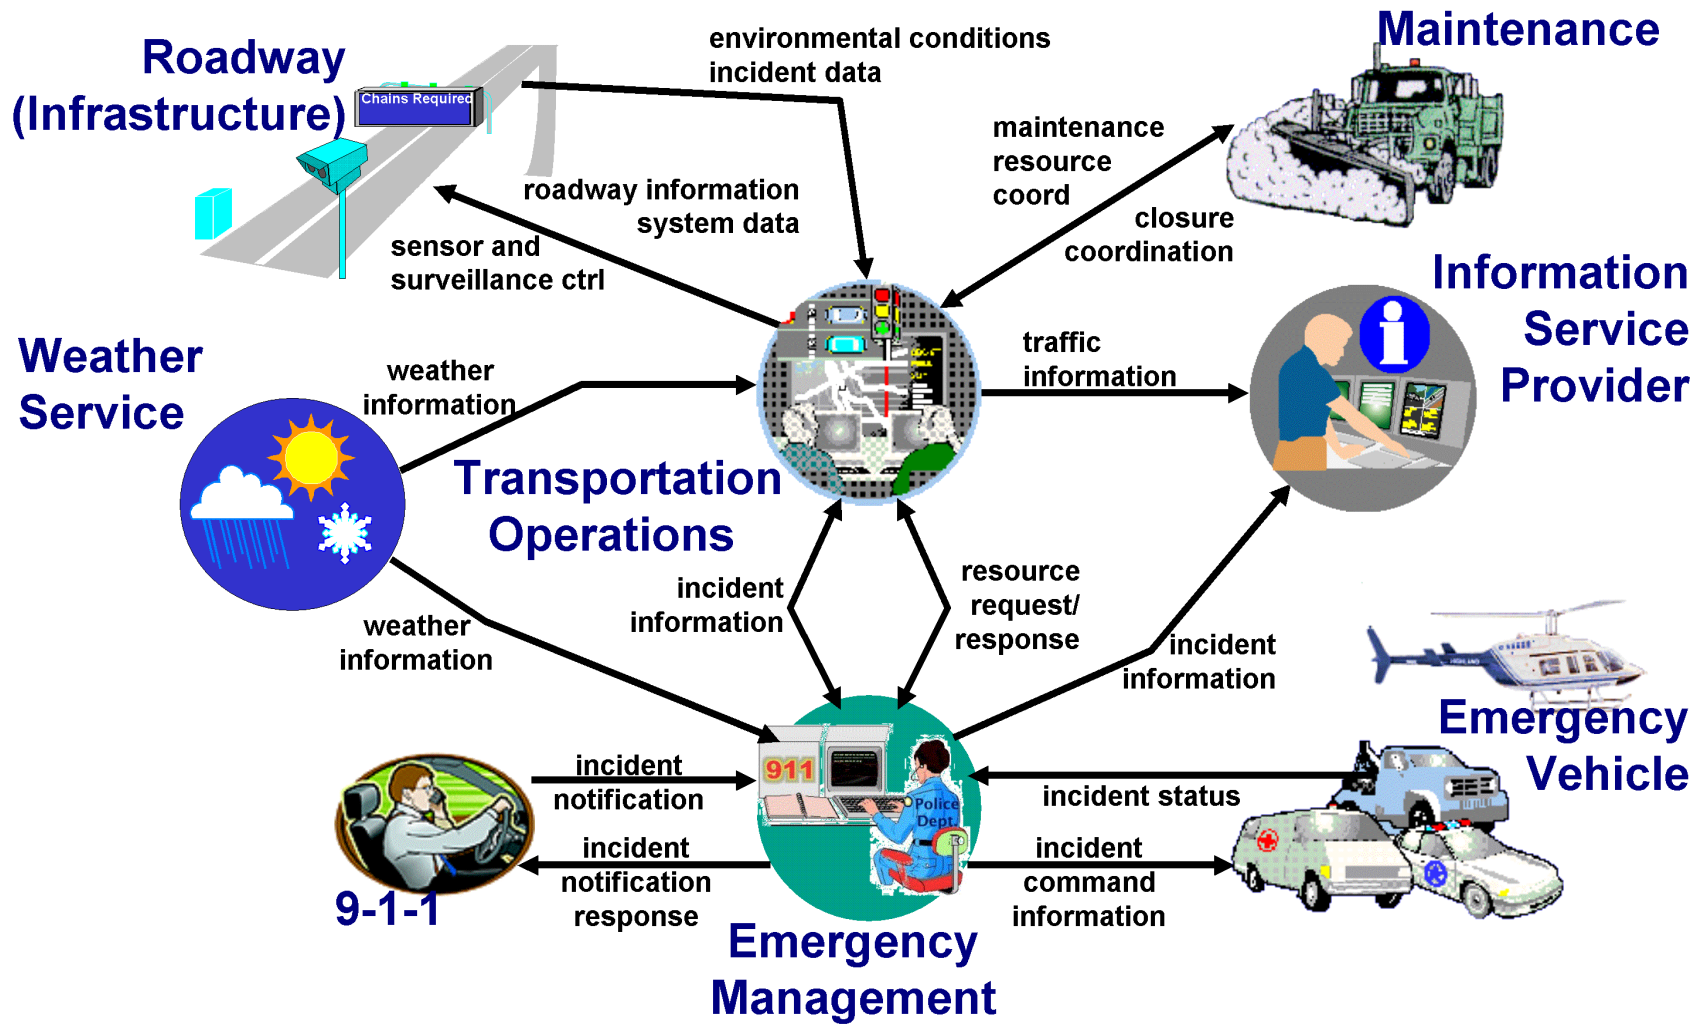 Roadway
(Infrastructure)
Chains Required
environmental conditions
incident data
Maintenance
maintenance
resource
coord
closure
coordination
roadway information
system data
sensor and
surveillance ctrl
Information
Service
Provider
Weather
Service
weather
information
traffic
information
Transportation
Operations
incident
information
resource
request/
response
weather
information
incident
information
Emergency
Vehicle
911
Police
Dept.
incident
notification
incident status
incident
notification
response
incident
command
information
9-1-1
Emergency
Management